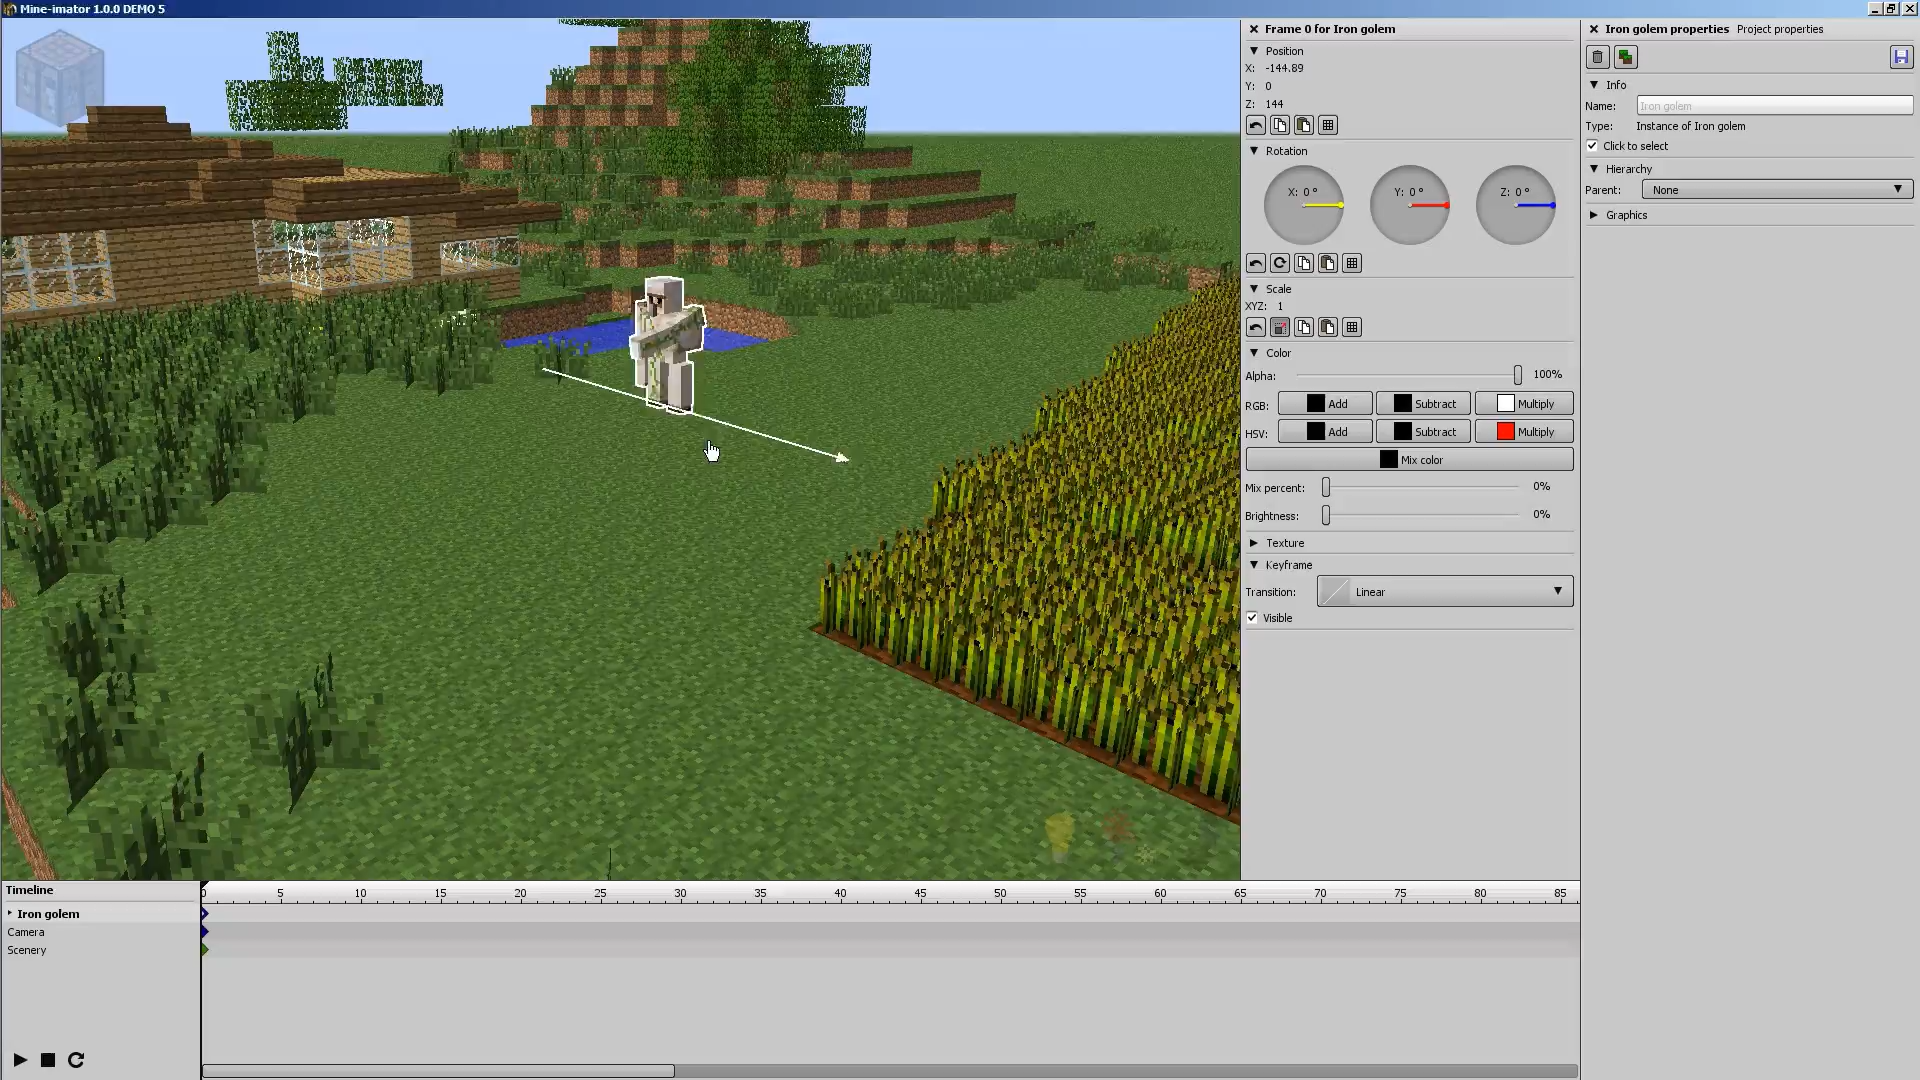 Mine-imator 1.0.0 DEMO 5
Frame 0 for Iron golem
Position
X: -144.89
Y: 0
Z: 144
Rotation
X: 0 ° Y: 0 ° Z: 0 °
Scale
XYZ: 1
Color
Alpha: 100%
RGB: Add Subtract Multiply
HSV: Add Subtract Multiply
Mix color
Mix percent: 0%
Brightness: 0%
Texture
Keyframe
Transition: Linear
Visible
Iron golem properties Project properties
Info
Name: Iron golem
Type: Instance of Iron golem
Click to select
Hierarchy
Parent: None
Graphics
Timeline
0 5 10 15 20 25 30 35 40 45 50 55 60 65 70 75 80 85
Iron golem
Camera
Scenery